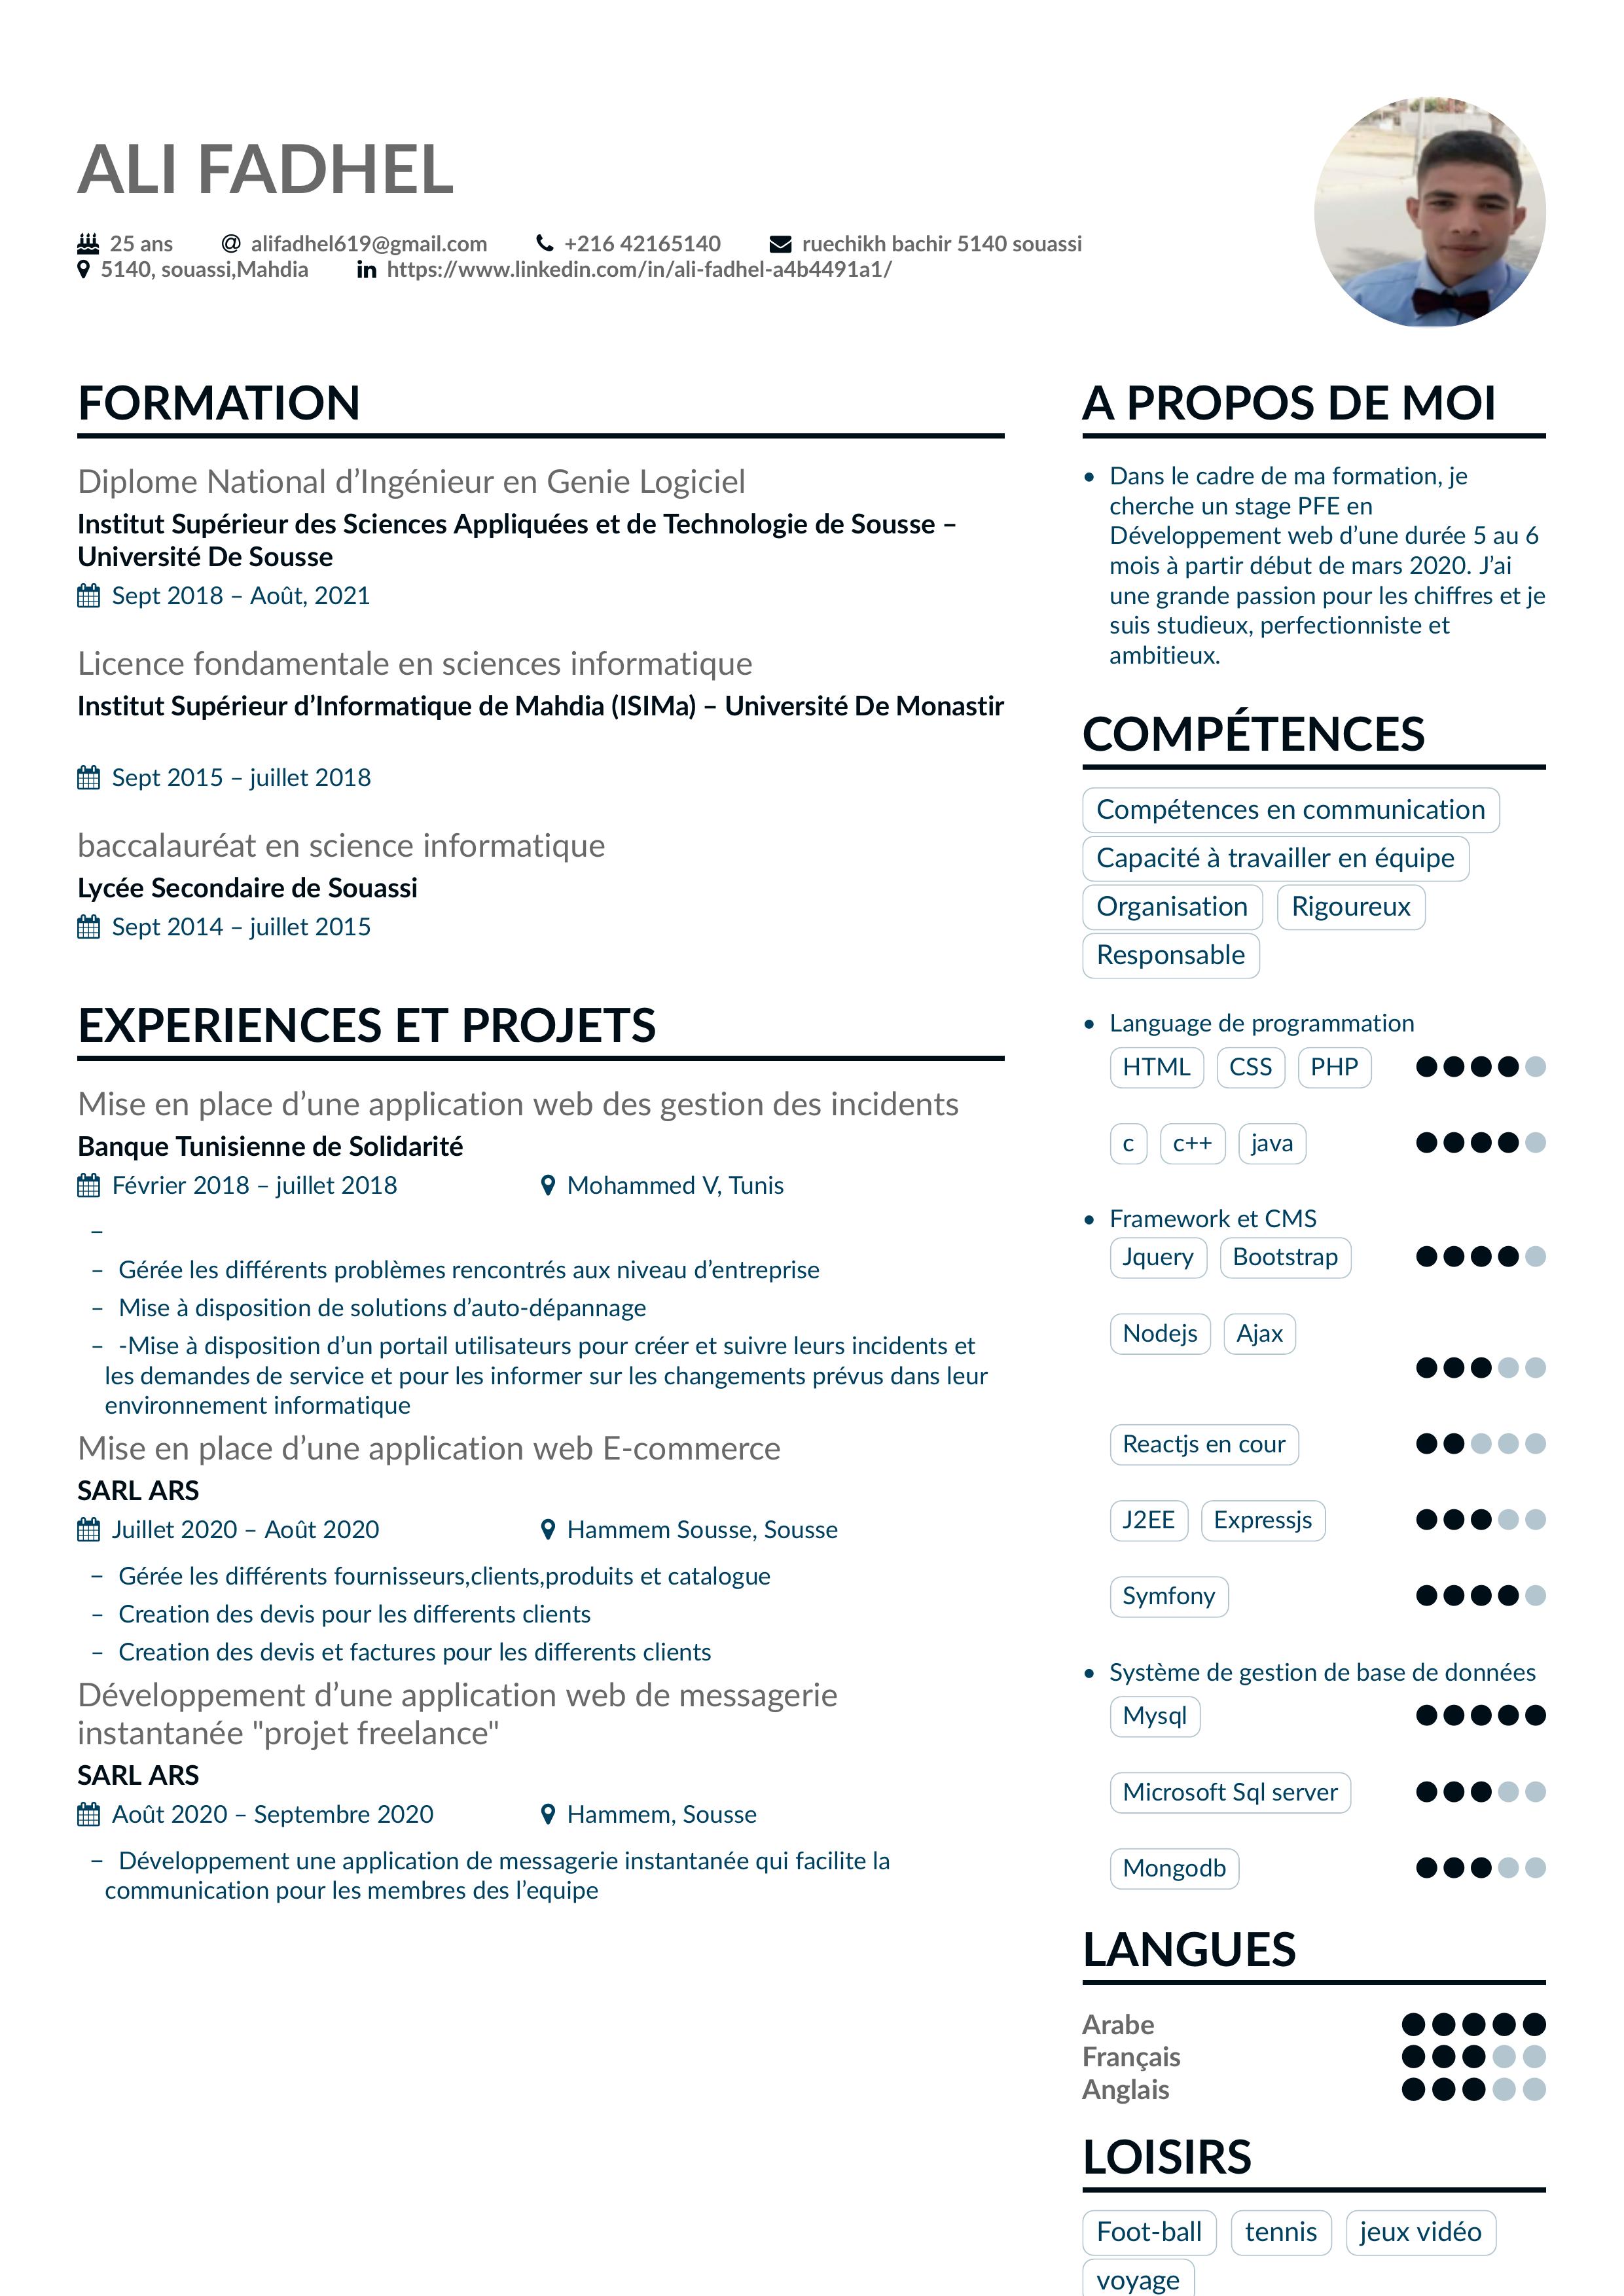 ALI FADHEL
25 ans @ alifadhel619@gmail.com +216 42165140 ruechikh bachir 5140 souassi
5140, souassi,Mahdia in https://www.linkedin.com/in/ali-fadhel-a4b4491a1/
FORMATION
Diplome National d’Ingénieur en Genie Logiciel
Institut Supérieur des Sciences Appliquées et de Technologie de Sousse –
Université De Sousse
Sept 2018 – Août, 2021
Licence fondamentale en sciences informatique
Institut Supérieur d’Informatique de Mahdia (ISIMa) – Université De Monastir
Sept 2015 – juillet 2018
baccalauréat en science informatique
Lycée Secondaire de Souassi
Sept 2014 – juillet 2015
EXPERIENCES ET PROJETS
Mise en place d’une application web des gestion des incidents
Banque Tunisienne de Solidarité
Février 2018 – juillet 2018 Mohammed V, Tunis
–
– Gérée les différents problèmes rencontrés aux niveau d’entreprise
– Mise à disposition de solutions d’auto-dépannage
– -Mise à disposition d’un portail utilisateurs pour créer et suivre leurs incidents et
les demandes de service et pour les informer sur les changements prévus dans leur
environnement informatique
Mise en place d’une application web E-commerce
SARL ARS
Juillet 2020 – Août 2020 Hammem Sousse, Sousse
– Gérée les différents fournisseurs,clients,produits et catalogue
– Creation des devis pour les differents clients
– Creation des devis et factures pour les differents clients
Développement d’une application web de messagerie
instantanée "projet freelance"
SARL ARS
Août 2020 – Septembre 2020 Hammem, Sousse
– Développement une application de messagerie instantanée qui facilite la
communication pour les membres des l’equipe
A PROPOS DE MOI
• Dans le cadre de ma formation, je
cherche un stage PFE en
Développement web d’une durée 5 au 6
mois à partir début de mars 2020. J’ai
une grande passion pour les chiffres et je
suis studieux, perfectionniste et
ambitieux.
COMPÉTENCES
Compétences en communication
Capacité à travailler en équipe
Organisation Rigoureux
Responsable
• Language de programmation
HTML CSS PHP
c c++ java
• Framework et CMS
Jquery Bootstrap
Nodejs Ajax
Reactjs en cour
J2EE Expressjs
Symfony
• Système de gestion de base de données
Mysql
Microsoft Sql server
Mongodb
LANGUES
Arabe
Français
Anglais
LOISIRS
Foot-ball tennis jeux vidéo
voyage